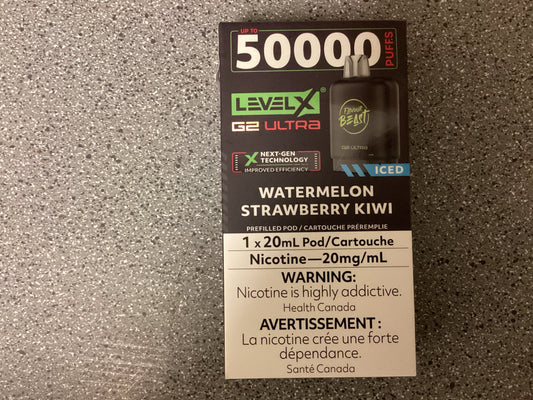 UP TO
50000
PUFFS
LEVELX®
G2 ULTRA
FLAVOUR
BEAST
G2 ULTRA
X NEXT-GEN
TECHNOLOGY
IMPROVED EFFICIENCY
ICED
WATERMELON
STRAWBERRY KIWI
PREFILLED POD / CARTOUCHE PRÉREMPLIE
1 x 20mL Pod/Cartouche
Nicotine—20mg/mL
WARNING:
Nicotine is highly addictive.
Health Canada
AVERTISSEMENT :
La nicotine crée une forte
dépendance.
Santé Canada